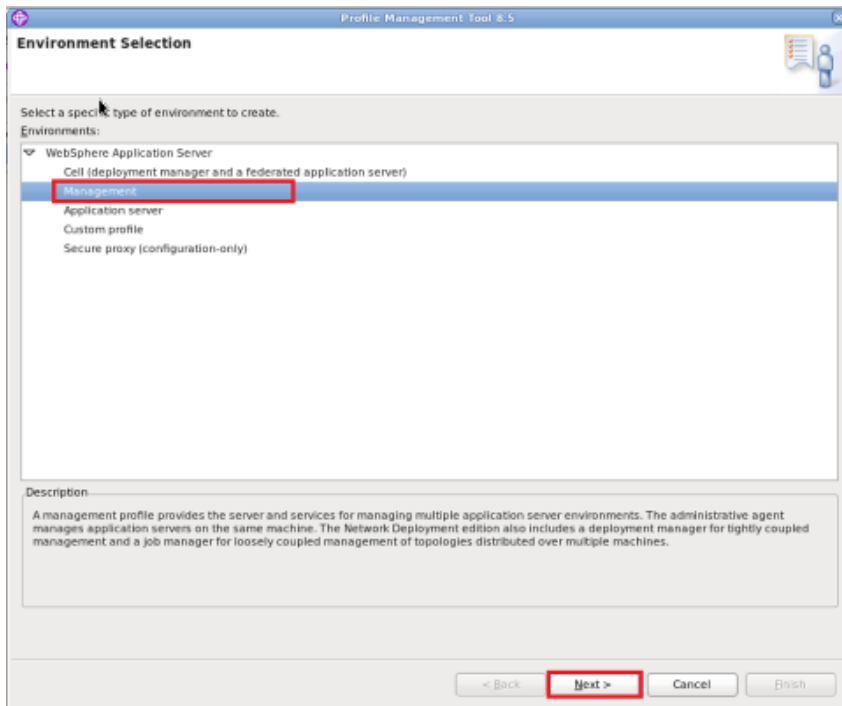 Profile Management Tool 8.5
Environment Selection
Select a specific type of environment to create.
Environments:
WebSphere Application Server
Cell (deployment manager and a federated application server)
Management
Application server
Custom profile
Secure proxy (configuration-only)
Description
A management profile provides the server and services for managing multiple application server environments. The administrative agent
manages application servers on the same machine. The Network Deployment edition also includes a deployment manager for tightly coupled
management and a job manager for loosely coupled management of topologies distributed over multiple machines.
< Back Next > Cancel Finish